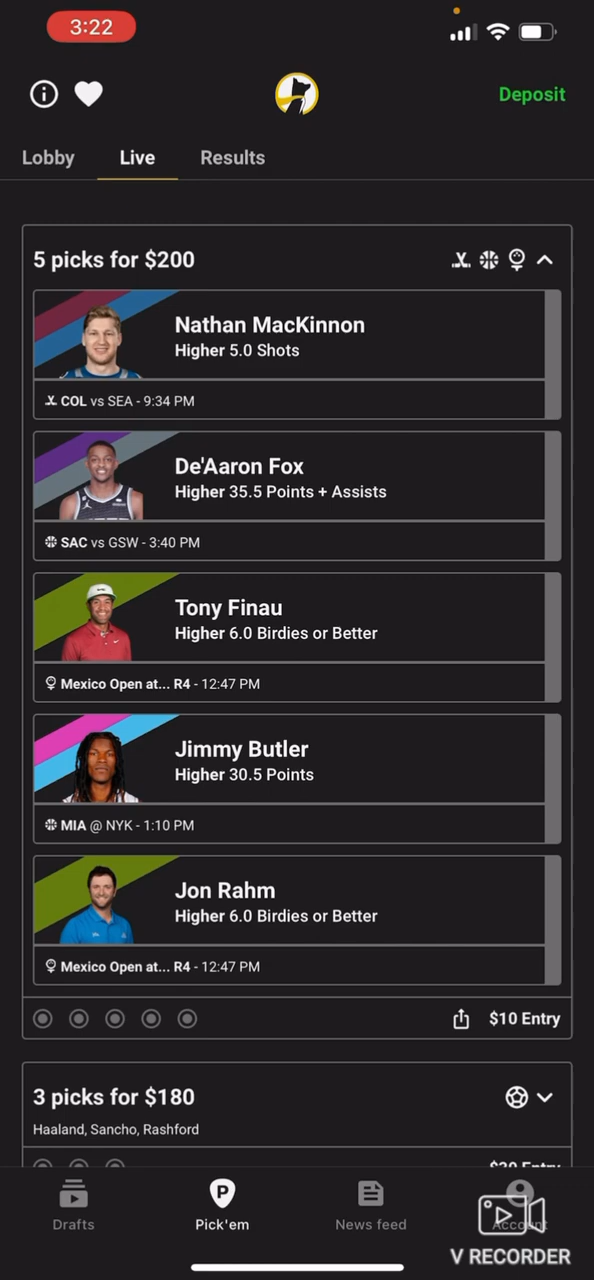 3:22
Deposit
Lobby
Live
Results
5 picks for $200
Nathan MacKinnon
Higher 5.0 Shots
COL vs SEA - 9:34 PM
De'Aaron Fox
Higher 35.5 Points + Assists
SAC vs GSW - 3:40 PM
Tony Finau
Higher 6.0 Birdies or Better
Mexico Open at... R4 - 12:47 PM
Jimmy Butler
Higher 30.5 Points
MIA @ NYK - 1:10 PM
Jon Rahm
Higher 6.0 Birdies or Better
Mexico Open at... R4 - 12:47 PM
$10 Entry
3 picks for $180
Haaland, Sancho, Rashford
Drafts
P
Pick'em
News feed
Account
V RECORDER